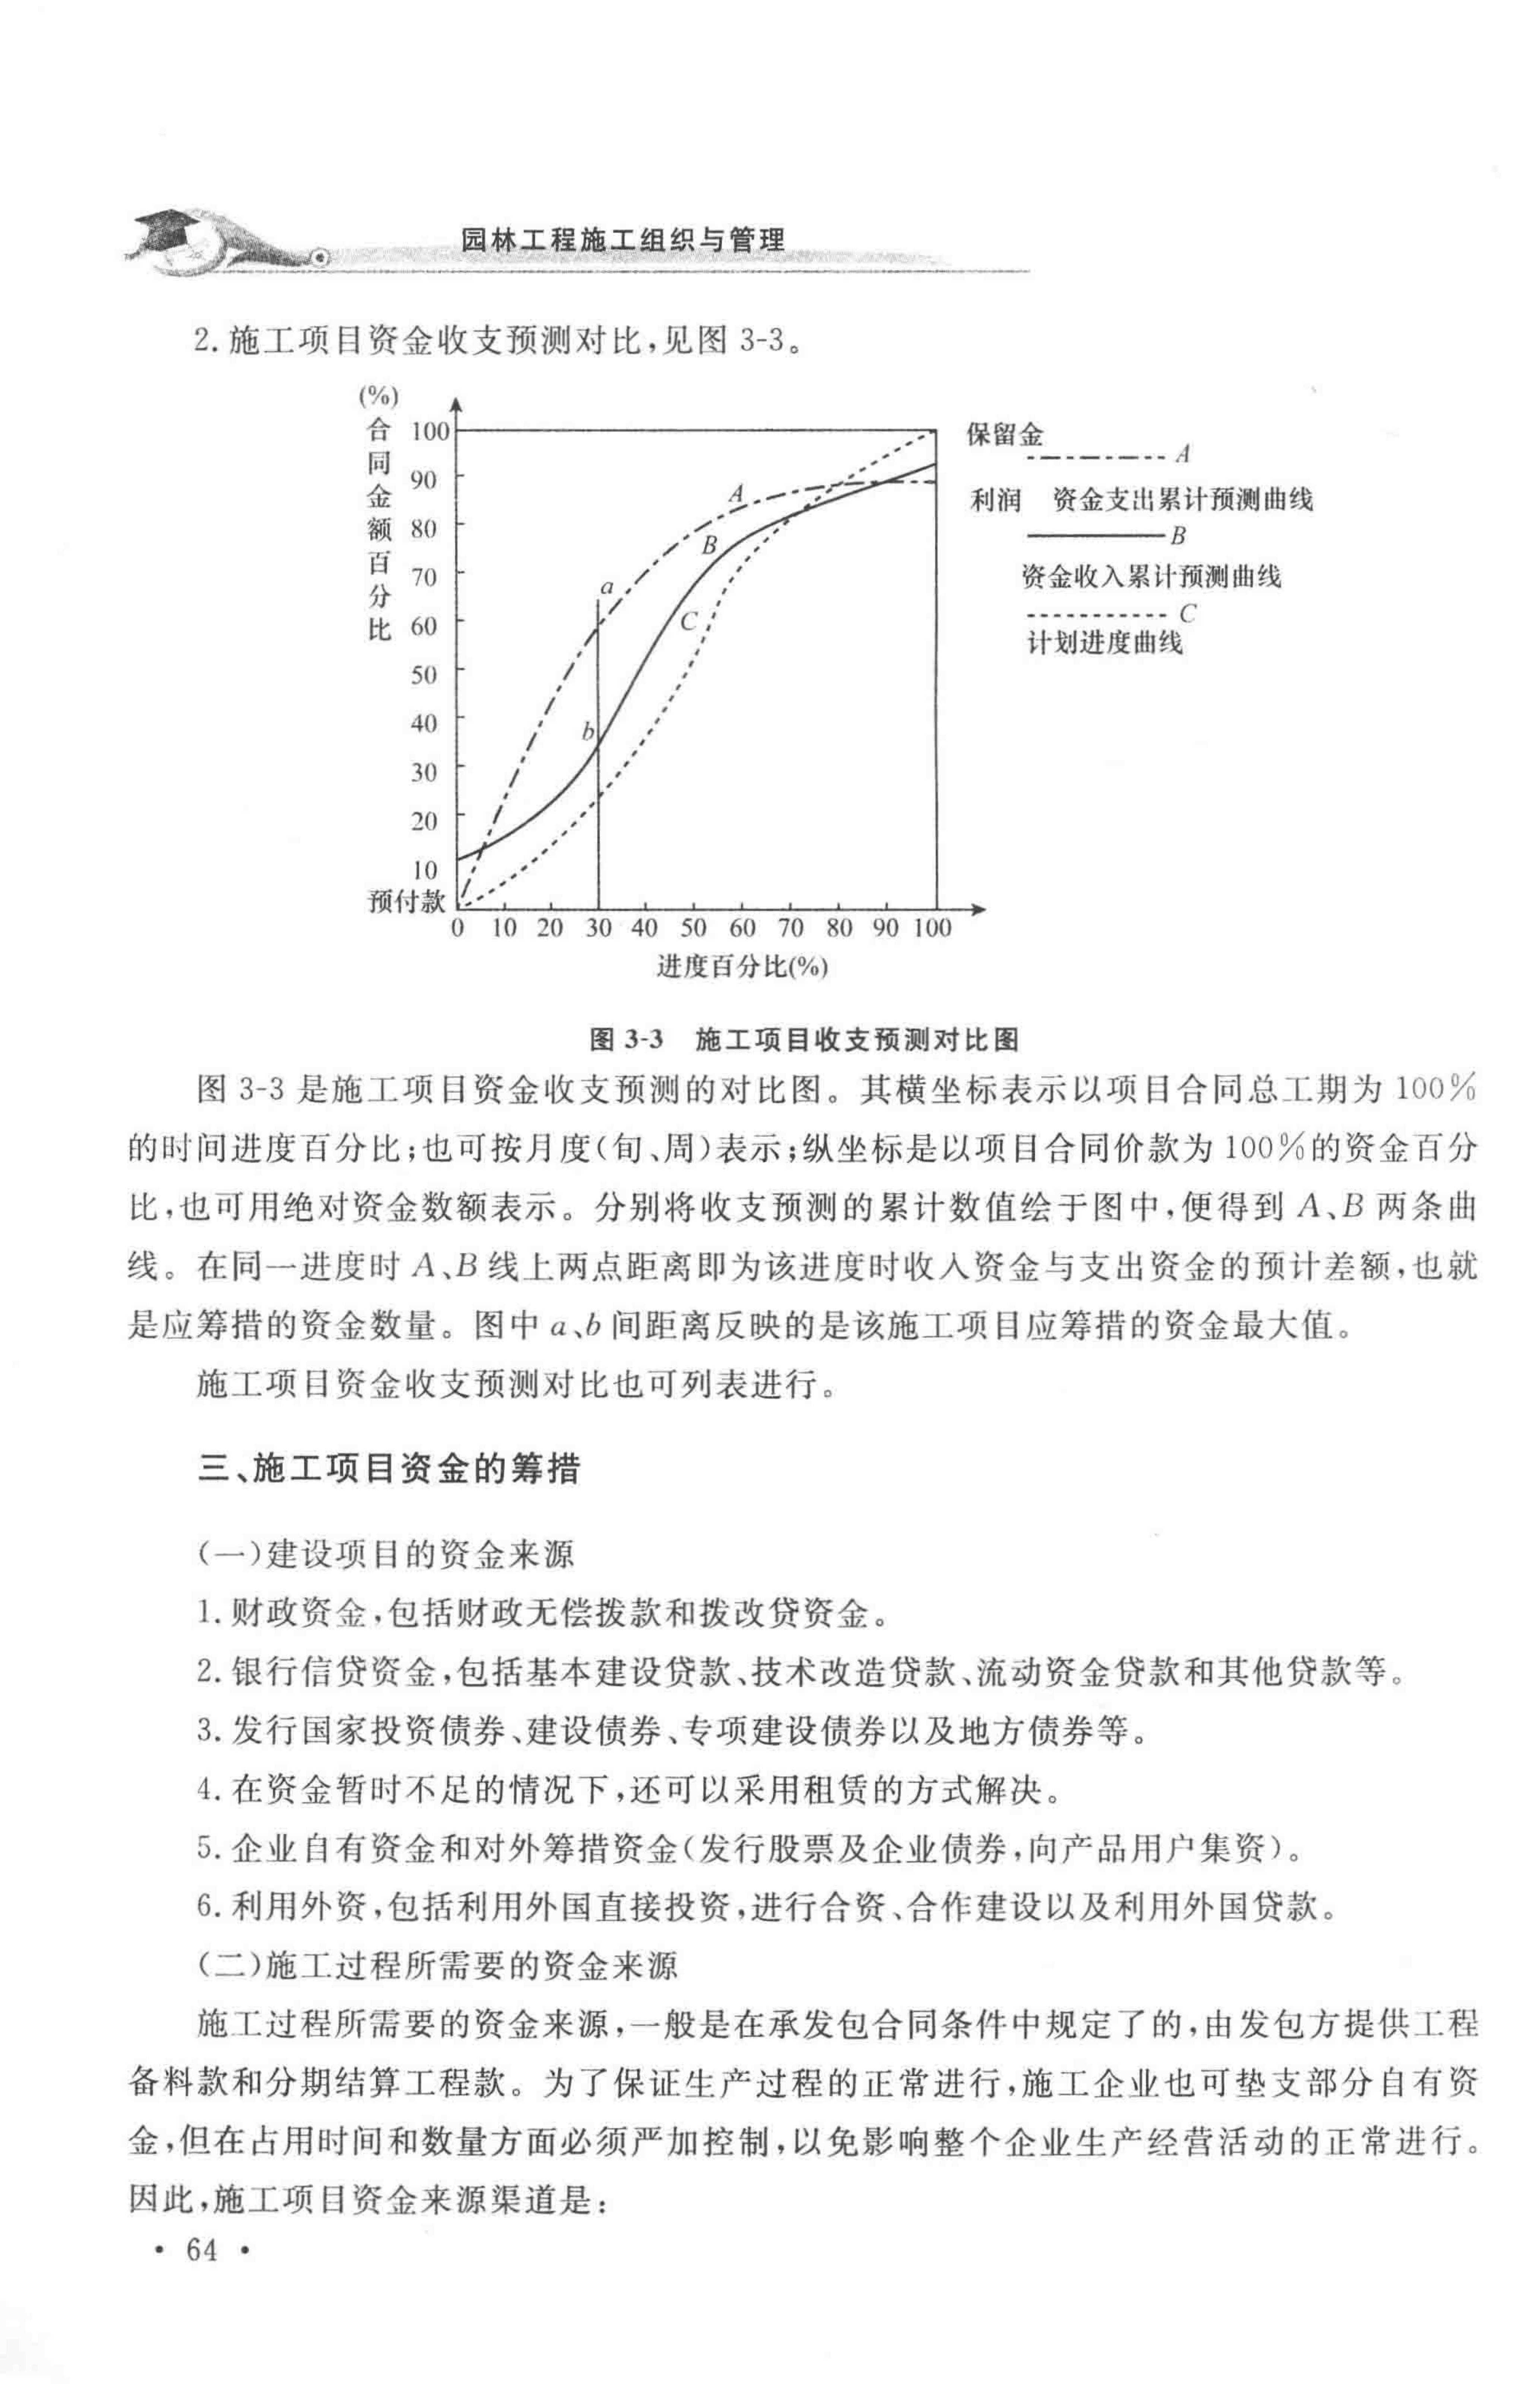 园林工程施工组织与管理
2. 施工项目资金收支预测对比,见图 3-3。
(%)
合同金额百分比
100
90
80
70
60
50
40
30
20
10
预付款
A
B
C
a
b
0 10 20 30 40 50 60 70 80 90 100
进度百分比(%)
保留金
A
利润 资金支出累计预测曲线
B
资金收入累计预测曲线
C
计划进度曲线
图 3-3 施工项目收支预测对比图
图 3-3 是施工项目资金收支预测的对比图。其横坐标表示以项目合同总工期为 100%
的时间进度百分比;也可按月度(旬、周)表示;纵坐标是以项目合同价款为 100%的资金百分
比,也可用绝对资金数额表示。分别将收支预测的累计数值绘于图中,便得到 A、B 两条曲
线。在同一进度时 A、B 线上两点距离即为该进度时收入资金与支出资金的预计差额,也就
是应筹措的资金数量。图中 a、b 间距离反映的是该施工项目应筹措的资金最大值。
施工项目资金收支预测对比也可列表进行。
三、施工项目资金的筹措
(一)建设项目的资金来源
1. 财政资金,包括财政无偿拨款和拨改贷资金。
2. 银行信贷资金,包括基本建设贷款、技术改造贷款、流动资金贷款和其他贷款等。
3. 发行国家投资债券、建设债券、专项建设债券以及地方债券等。
4. 在资金暂时不足的情况下,还可以采用租赁的方式解决。
5. 企业自有资金和对外筹措资金(发行股票及企业债券,向产品用户集资)。
6. 利用外资,包括利用外国直接投资,进行合资、合作建设以及利用外国贷款。
(二)施工过程所需要的资金来源
施工过程所需要的资金来源,一般是在承发包合同条件中规定了的,由发包方提供工程
备料款和分期结算工程款。为了保证生产过程的正常进行,施工企业也可垫支部分自有资
金,但在占用时间和数量方面必须严加控制,以免影响整个企业生产经营活动的正常进行。
因此,施工项目资金来源渠道是:
• 64 •